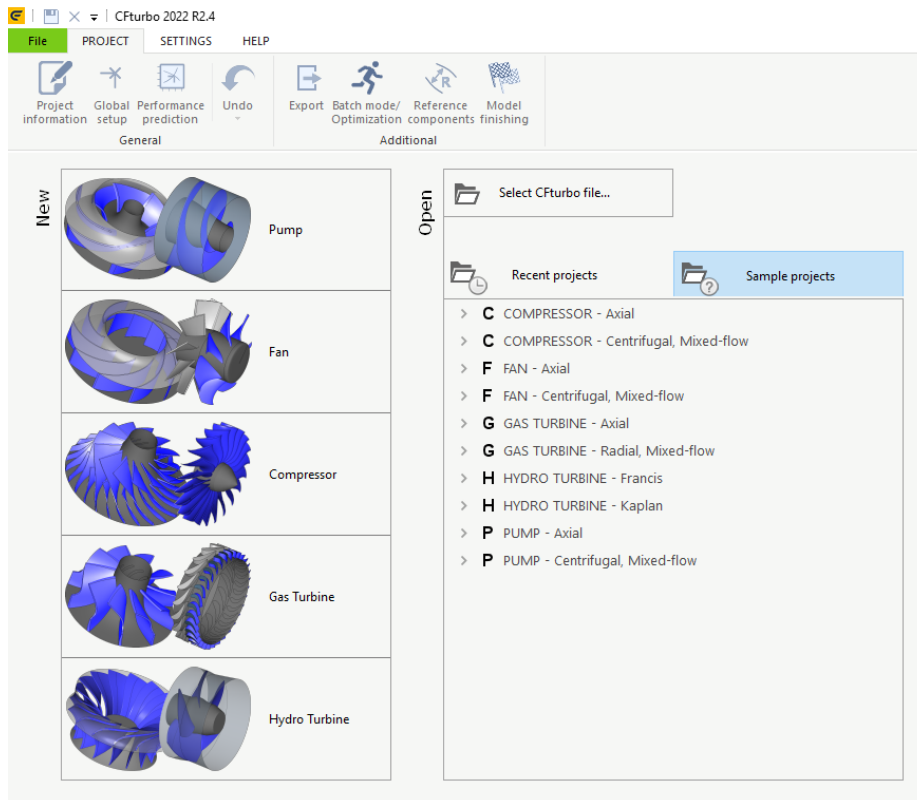 CFturbo 2022 R2.4
File PROJECT SETTINGS HELP
Project information
Global setup
Performance prediction
Undo
General
Export
Batch mode/ Optimization
Reference components
Model finishing
Additional
New
Pump
Fan
Compressor
Gas Turbine
Hydro Turbine
Open
Select CFturbo file...
Recent projects
Sample projects
C COMPRESSOR - Axial
C COMPRESSOR - Centrifugal, Mixed-flow
F FAN - Axial
F FAN - Centrifugal, Mixed-flow
G GAS TURBINE - Axial
G GAS TURBINE - Radial, Mixed-flow
H HYDRO TURBINE - Francis
H HYDRO TURBINE - Kaplan
P PUMP - Axial
P PUMP - Centrifugal, Mixed-flow